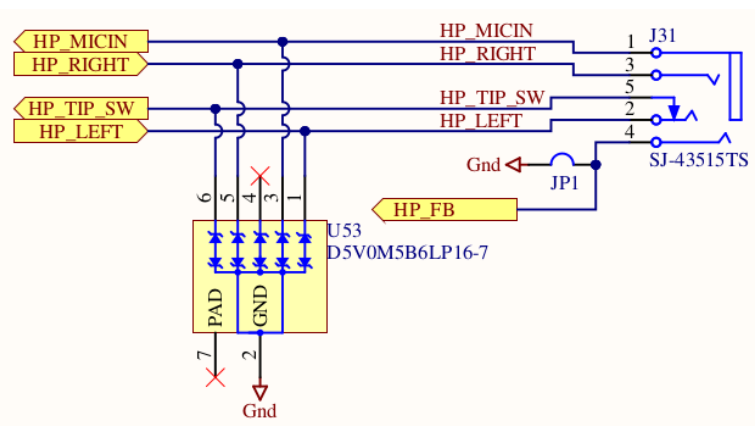 HP_MICIN HP_MICIN J31
HP_RIGHT HP_RIGHT 1
3
HP_TIP_SW HP_TIP_SW 5
HP_LEFT HP_LEFT 2
4
Gnd JP1 SJ-43515TS
HP_FB
6 5 4 3 1
U53
D5V0M5B6LP16-7
PAD GND
7 2
Gnd